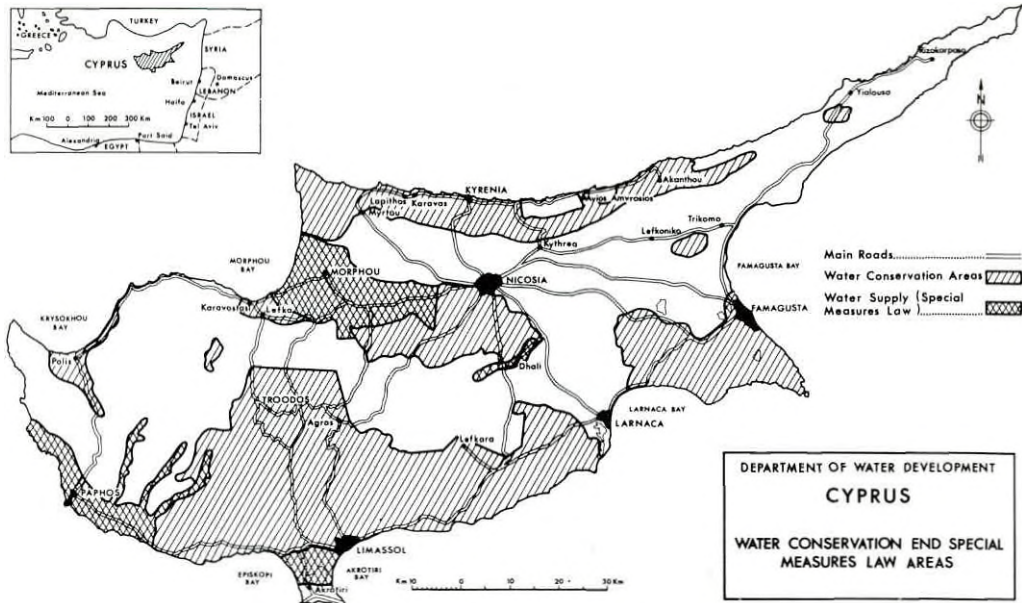 TURKEY
GREECE
SYRIA
CYPRUS
Beirut
Damascus
LEBANON
Mediterranean Sea
Haifa
ISRAEL
Tel Aviv
Km 100 0 100 200 300 Km
Alexandria
Port Said
EGYPT
Rizokarpaso
Yialousa
N
Akanthou
Lapithos
Karavas
KYRENIA
Ayios Amvrosios
Myrtou
Trikomo
Lefkoniko
Kythrea
MORPHOU
BAY
MORPHOU
NICOSIA
FAMAGUSTA
BAY
FAMAGUSTA
Main Roads
Water Conservation Areas
Water Supply (Special
Measures Law)
Karavostasi
Lefka
KRYSOKHOU
BAY
Polis
Dhali
TROODOS
Agros
LARNACA BAY
LARNACA
Lefkara
PAPHOS
LIMASSOL
EPISKOPI
BAY
AKROTIRI
BAY
Akrotiri
Km 10 0 10 20 30 Km
DEPARTMENT OF WATER DEVELOPMENT
CYPRUS
WATER CONSERVATION END SPECIAL
MEASURES LAW AREAS